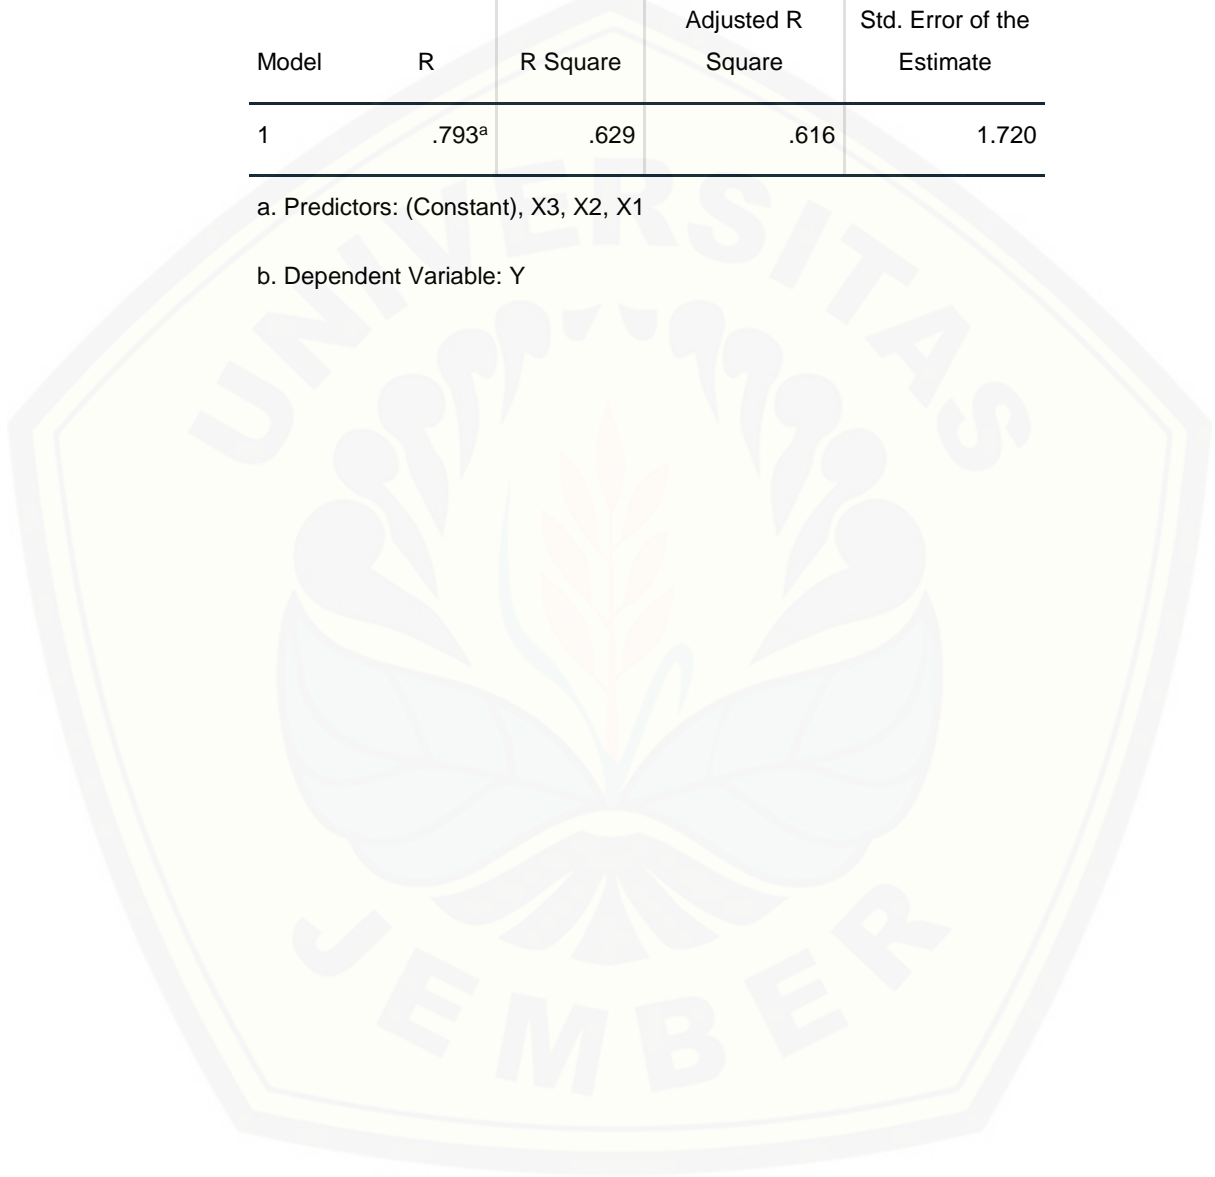 Adjusted R Std. Error of the
Model R R Square Square Estimate
1 .793a .629 .616 1.720
a. Predictors: (Constant), X3, X2, X1
b. Dependent Variable: Y
UNIVERSITAS
JEMBER